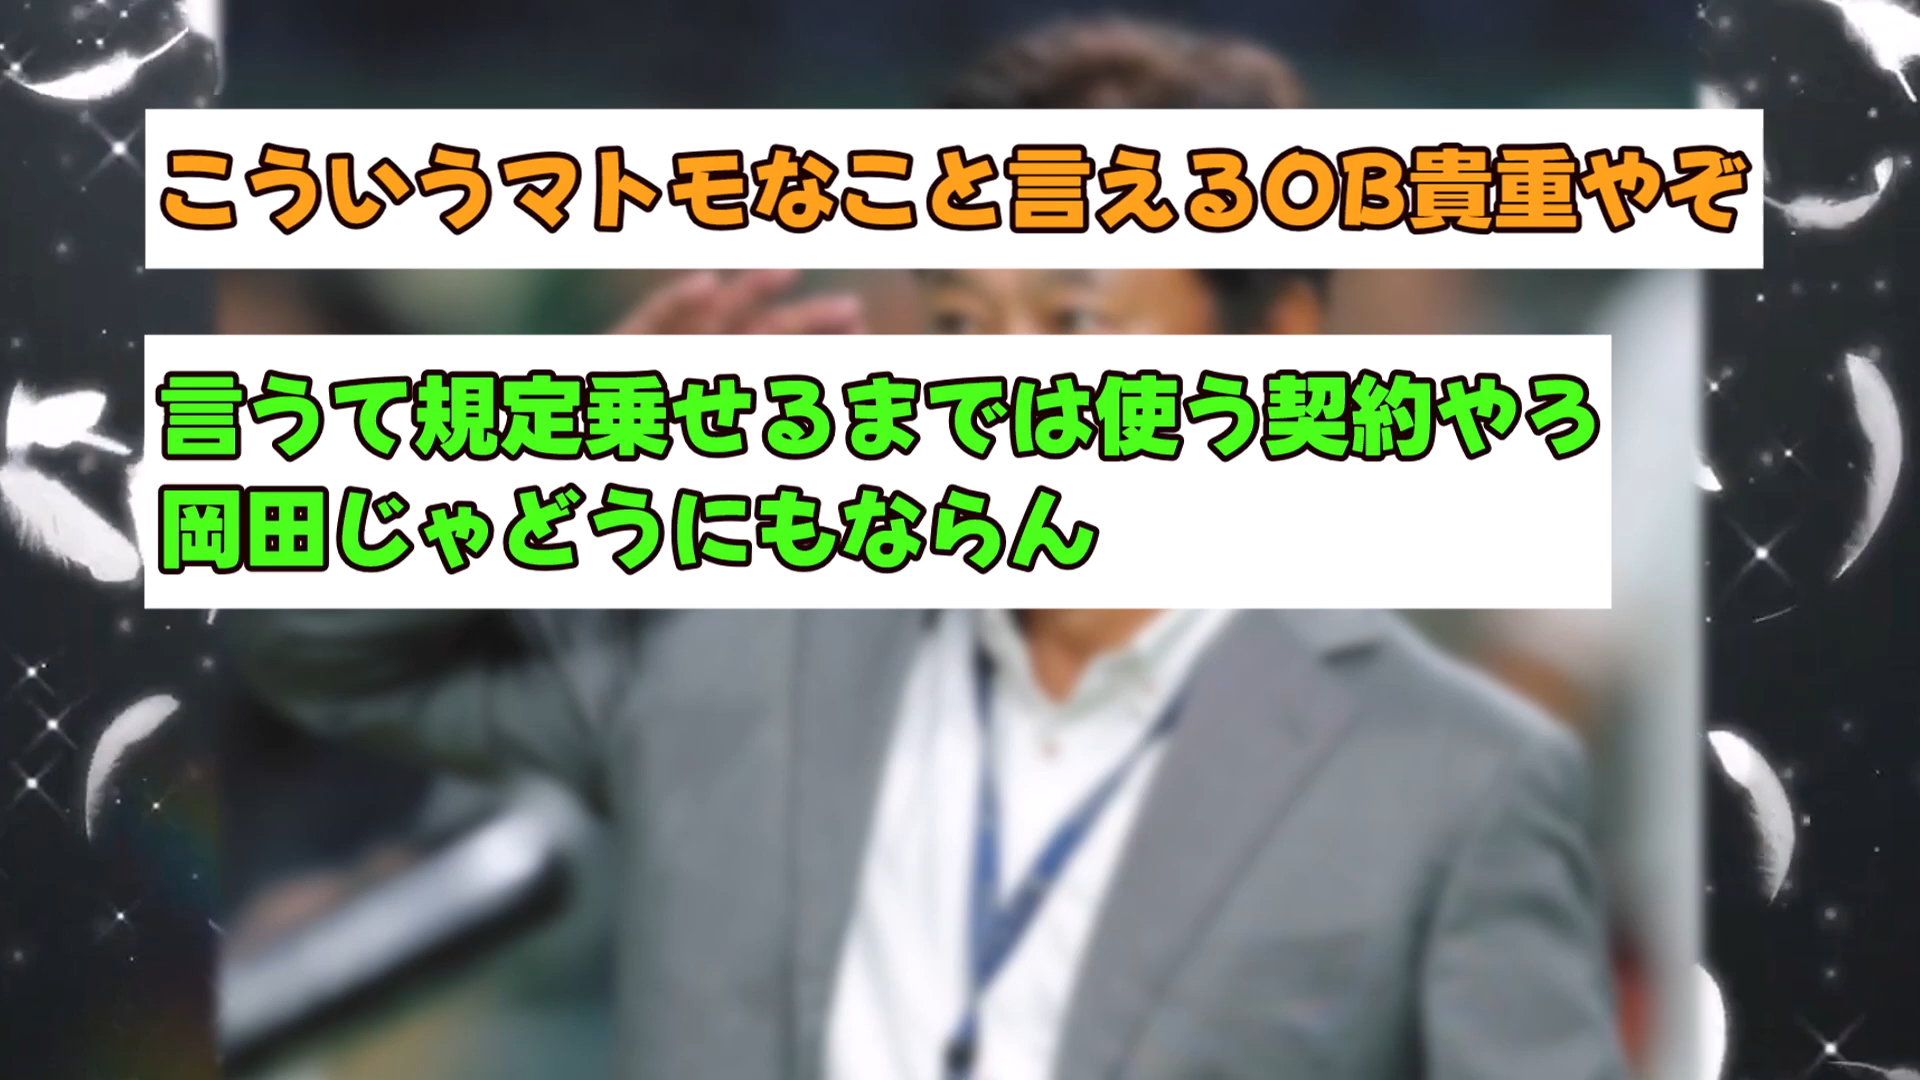 こういうマトモなこと言えるOB貴重やぞ
言うて規定乗せるまでは使う契約やろ
岡田じゃどうにもならん